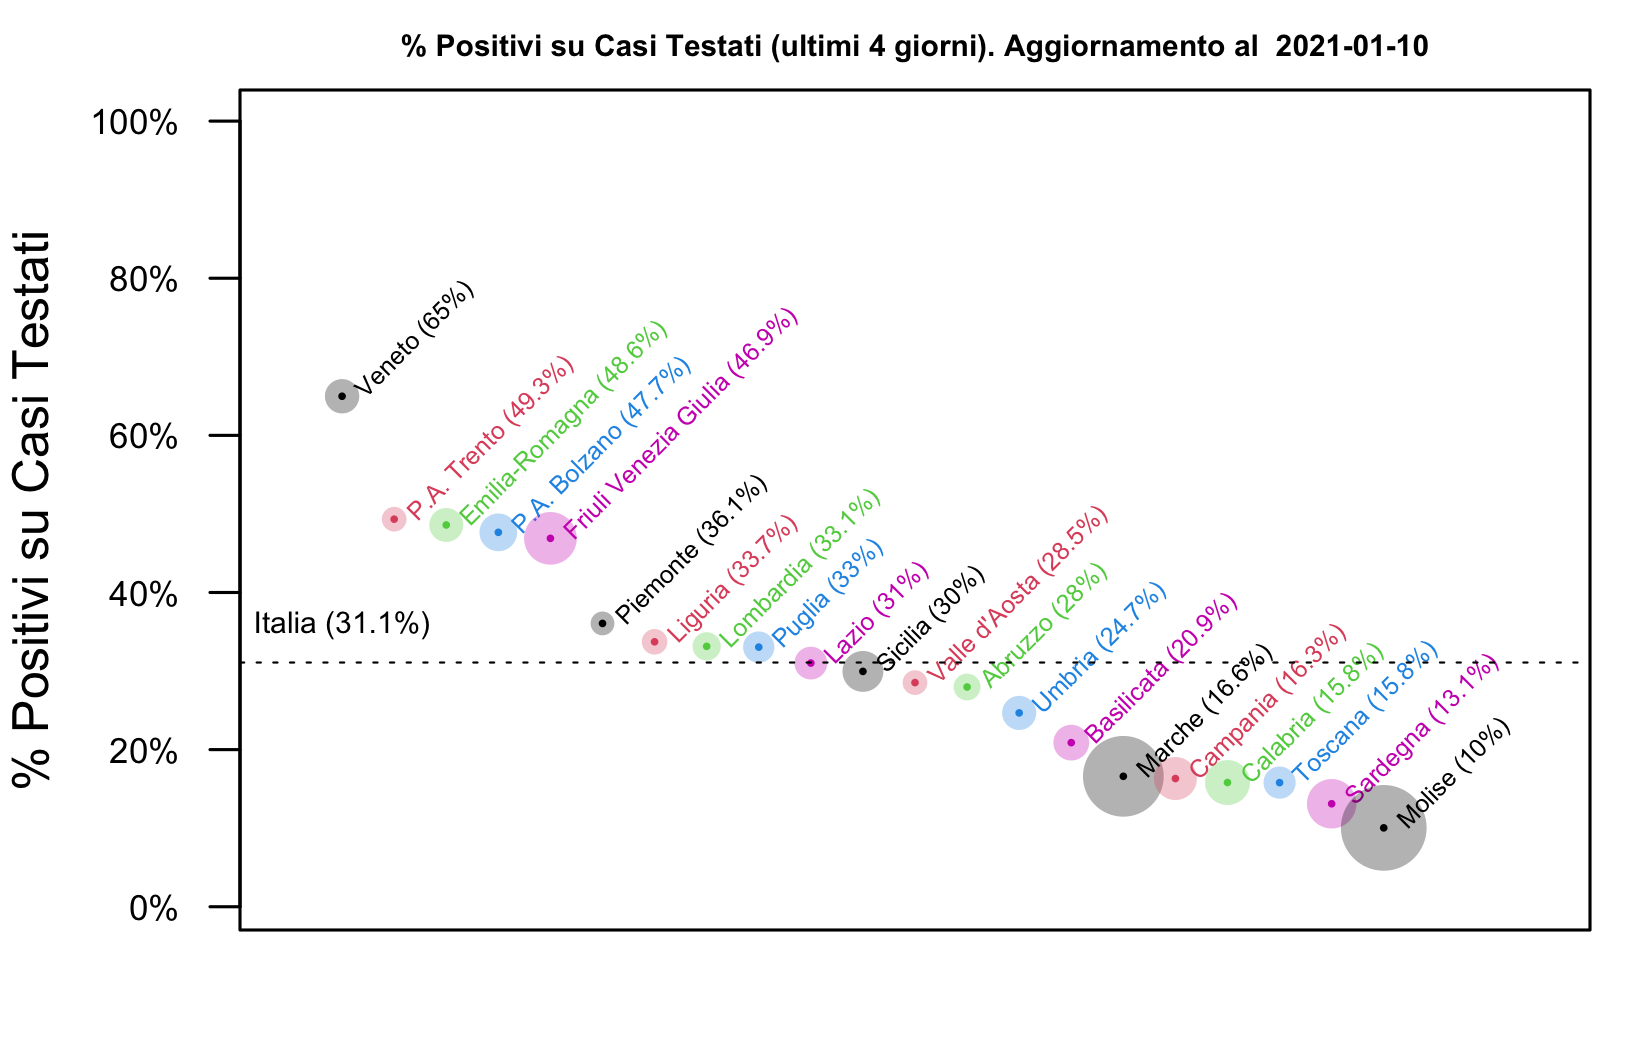 % Positivi su Casi Testati (ultimi 4 giorni). Aggiornamento al  2021-01-10
% Positivi su Casi Testati
100%
80%
60%
40%
20%
0%
Italia (31.1%)
Veneto (65%)
P.A. Trento (49.3%)
Emilia-Romagna (48.6%)
P.A. Bolzano (47.7%)
Friuli Venezia Giulia (46.9%)
Piemonte (36.1%)
Liguria (33.7%)
Lombardia (33.1%)
Puglia (33%)
Lazio (31%)
Sicilia (30%)
Valle d'Aosta (28.5%)
Abruzzo (28%)
Umbria (24.7%)
Basilicata (20.9%)
Marche (16.6%)
Campania (16.3%)
Calabria (15.8%)
Toscana (15.8%)
Sardegna (13.1%)
Molise (10%)